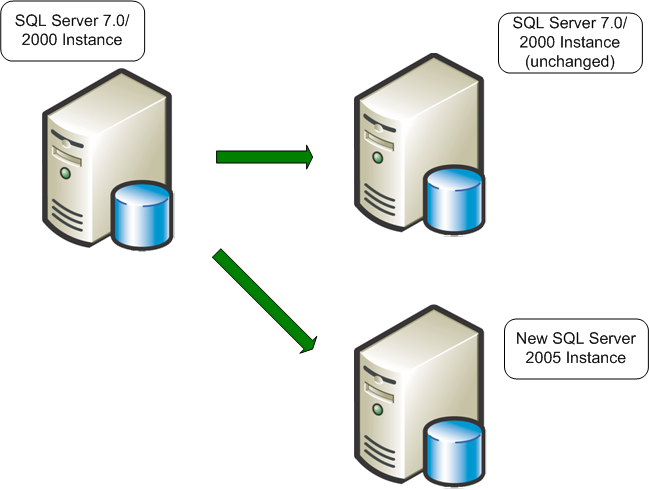 SQL Server 7.0/
2000 Instance
SQL Server 7.0/
2000 Instance
(unchanged)
New SQL Server
2005 Instance